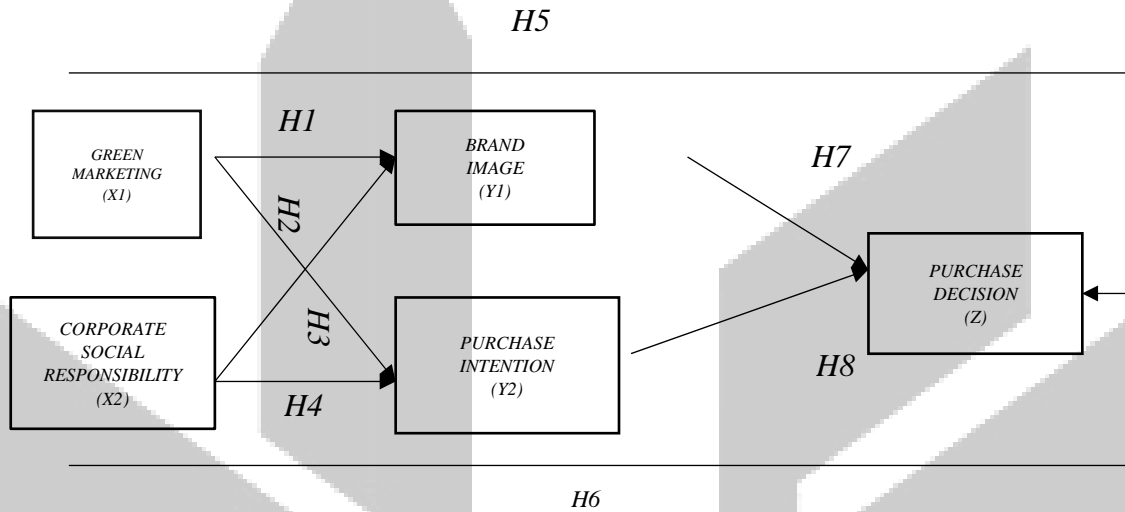 H5
H1
GREEN
MARKETING
(X1)
BRAND
IMAGE
(Y1)
H7
H2
PURCHASE
DECISION
(Z)
H3
CORPORATE
SOCIAL
RESPONSIBILITY
(X2)
PURCHASE
INTENTION
(Y2)
H8
H4
H6